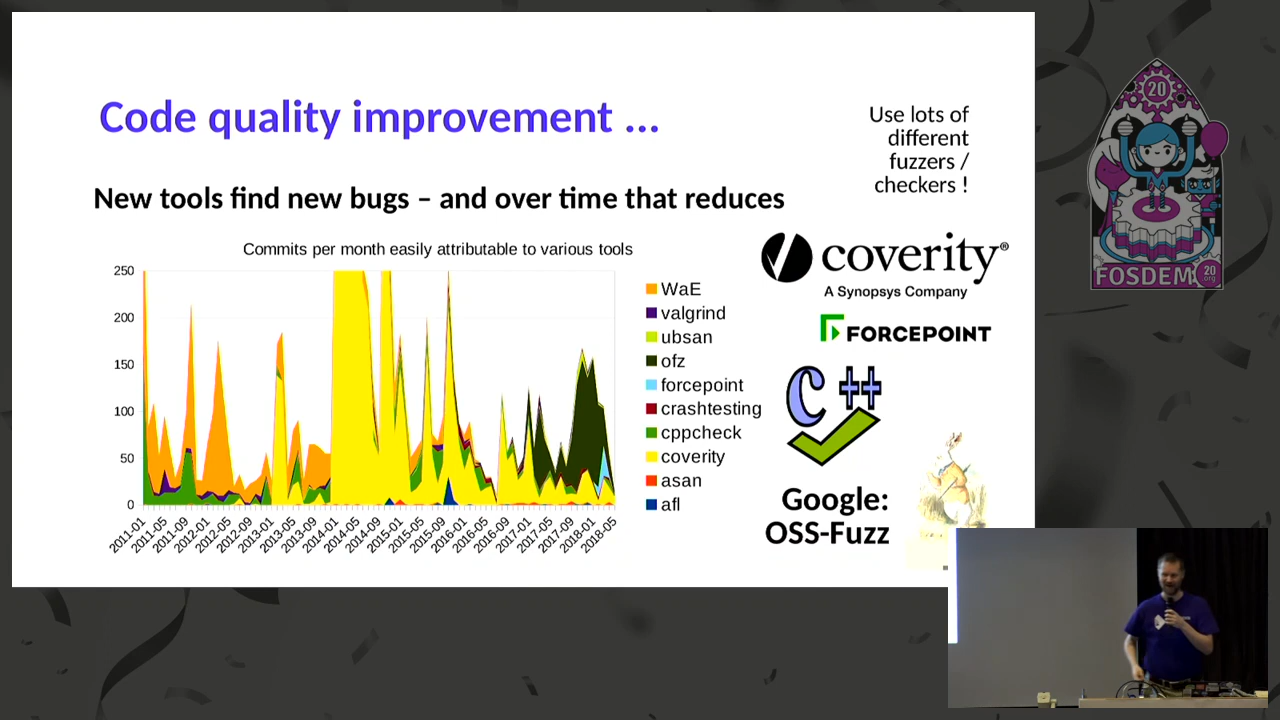 Code quality improvement ...
Use lots of
different
fuzzers /
checkers !
New tools find new bugs – and over time that reduces
Commits per month easily attributable to various tools
250
200
150
100
50
0
2011-01
2011-05
2011-09
2012-01
2012-05
2012-09
2013-01
2013-05
2013-09
2014-01
2014-05
2014-09
2015-01
2015-05
2015-09
2016-01
2016-05
2016-09
2017-01
2017-05
2017-09
2018-01
2018-05
WaE
valgrind
ubsan
ofz
forcepoint
crashtesting
cppcheck
coverity
asan
afl
coverity®
A Synopsys Company
FORCEPOINT
C ++
Google:
OSS-Fuzz
20
FOSDEM
20
org